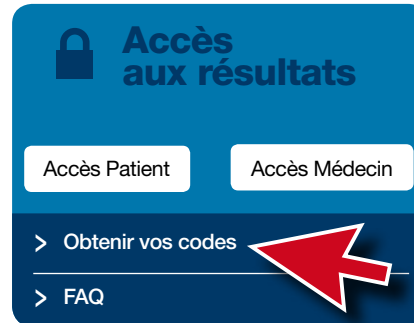 Accès
aux résultats
Accès Patient
Accès Médecin
> Obtenir vos codes
> FAQ